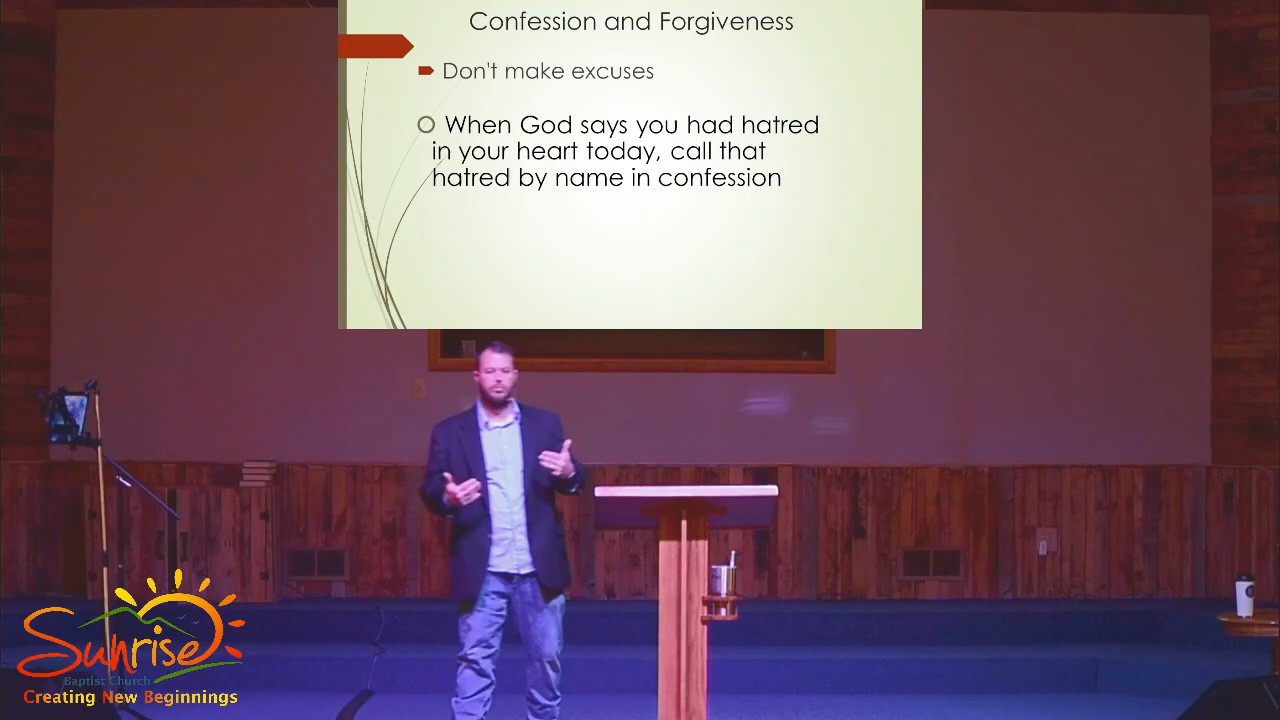 Confession and Forgiveness
Don't make excuses
When God says you had hatred
in your heart today, call that
hatred by name in confession
Sunrise
Baptist Church
Creating New Beginnings